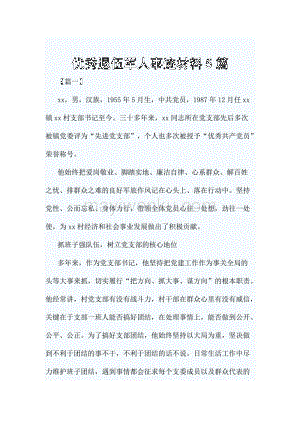 优秀退伍军人事迹材料5篇
【篇一】
xx，男，汉族，1955年5月生，中共党员，1987年12月任xx
镇xx村支部书记至今。三十多年来，xx同志所在党支部先后多次
被镇党委评为“先进党支部”，个人也多次被授予“优秀共产党员”
荣誉称号。
他始终把爱岗敬业、脚踏实地、廉洁自律、心系群众、解百姓
之忧、排群众之难的良好军旅作风记在心头上、落在行动中。坚持
党性、公而忘私、身体力行，带领全体党员心往一处想，劲往一处
使，为xx村经济和社会事业发展做出了积极贡献。
抓班子强队伍，树立党支部的核心地位
多年来，作为党支部书记，他坚持把党建工作作为事关全局的
头等大事来抓，切实履行“把方向、抓大事、谋方向”的根本职责。
他经常讲，村党支部有没有战斗力，村干部在群众心里有没有威信，
关键在于支部一班人能否搞好团结，在処理问题上能否做到公开、
公平、公正。为了搞好支部团结，他始终坚持以大局为重，坚决做
到不利于团结的事不干，不利于团结的话不说。日常生活工作中尽
力维护班子团结，遇到事情都会征求每个支委成员以及群众代表的